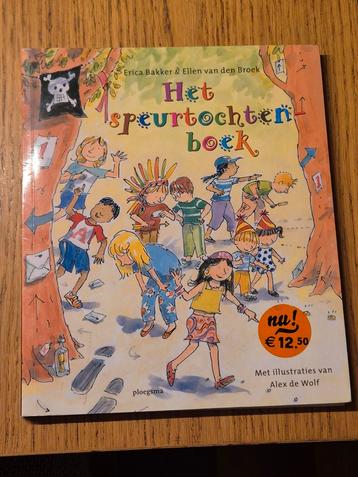 Erica Bakker & Ellen van den Broek
Het
speurtochten
boek
A
nu!
€ 12.50
Met illustraties van
Alex de Wolf
ploegsma